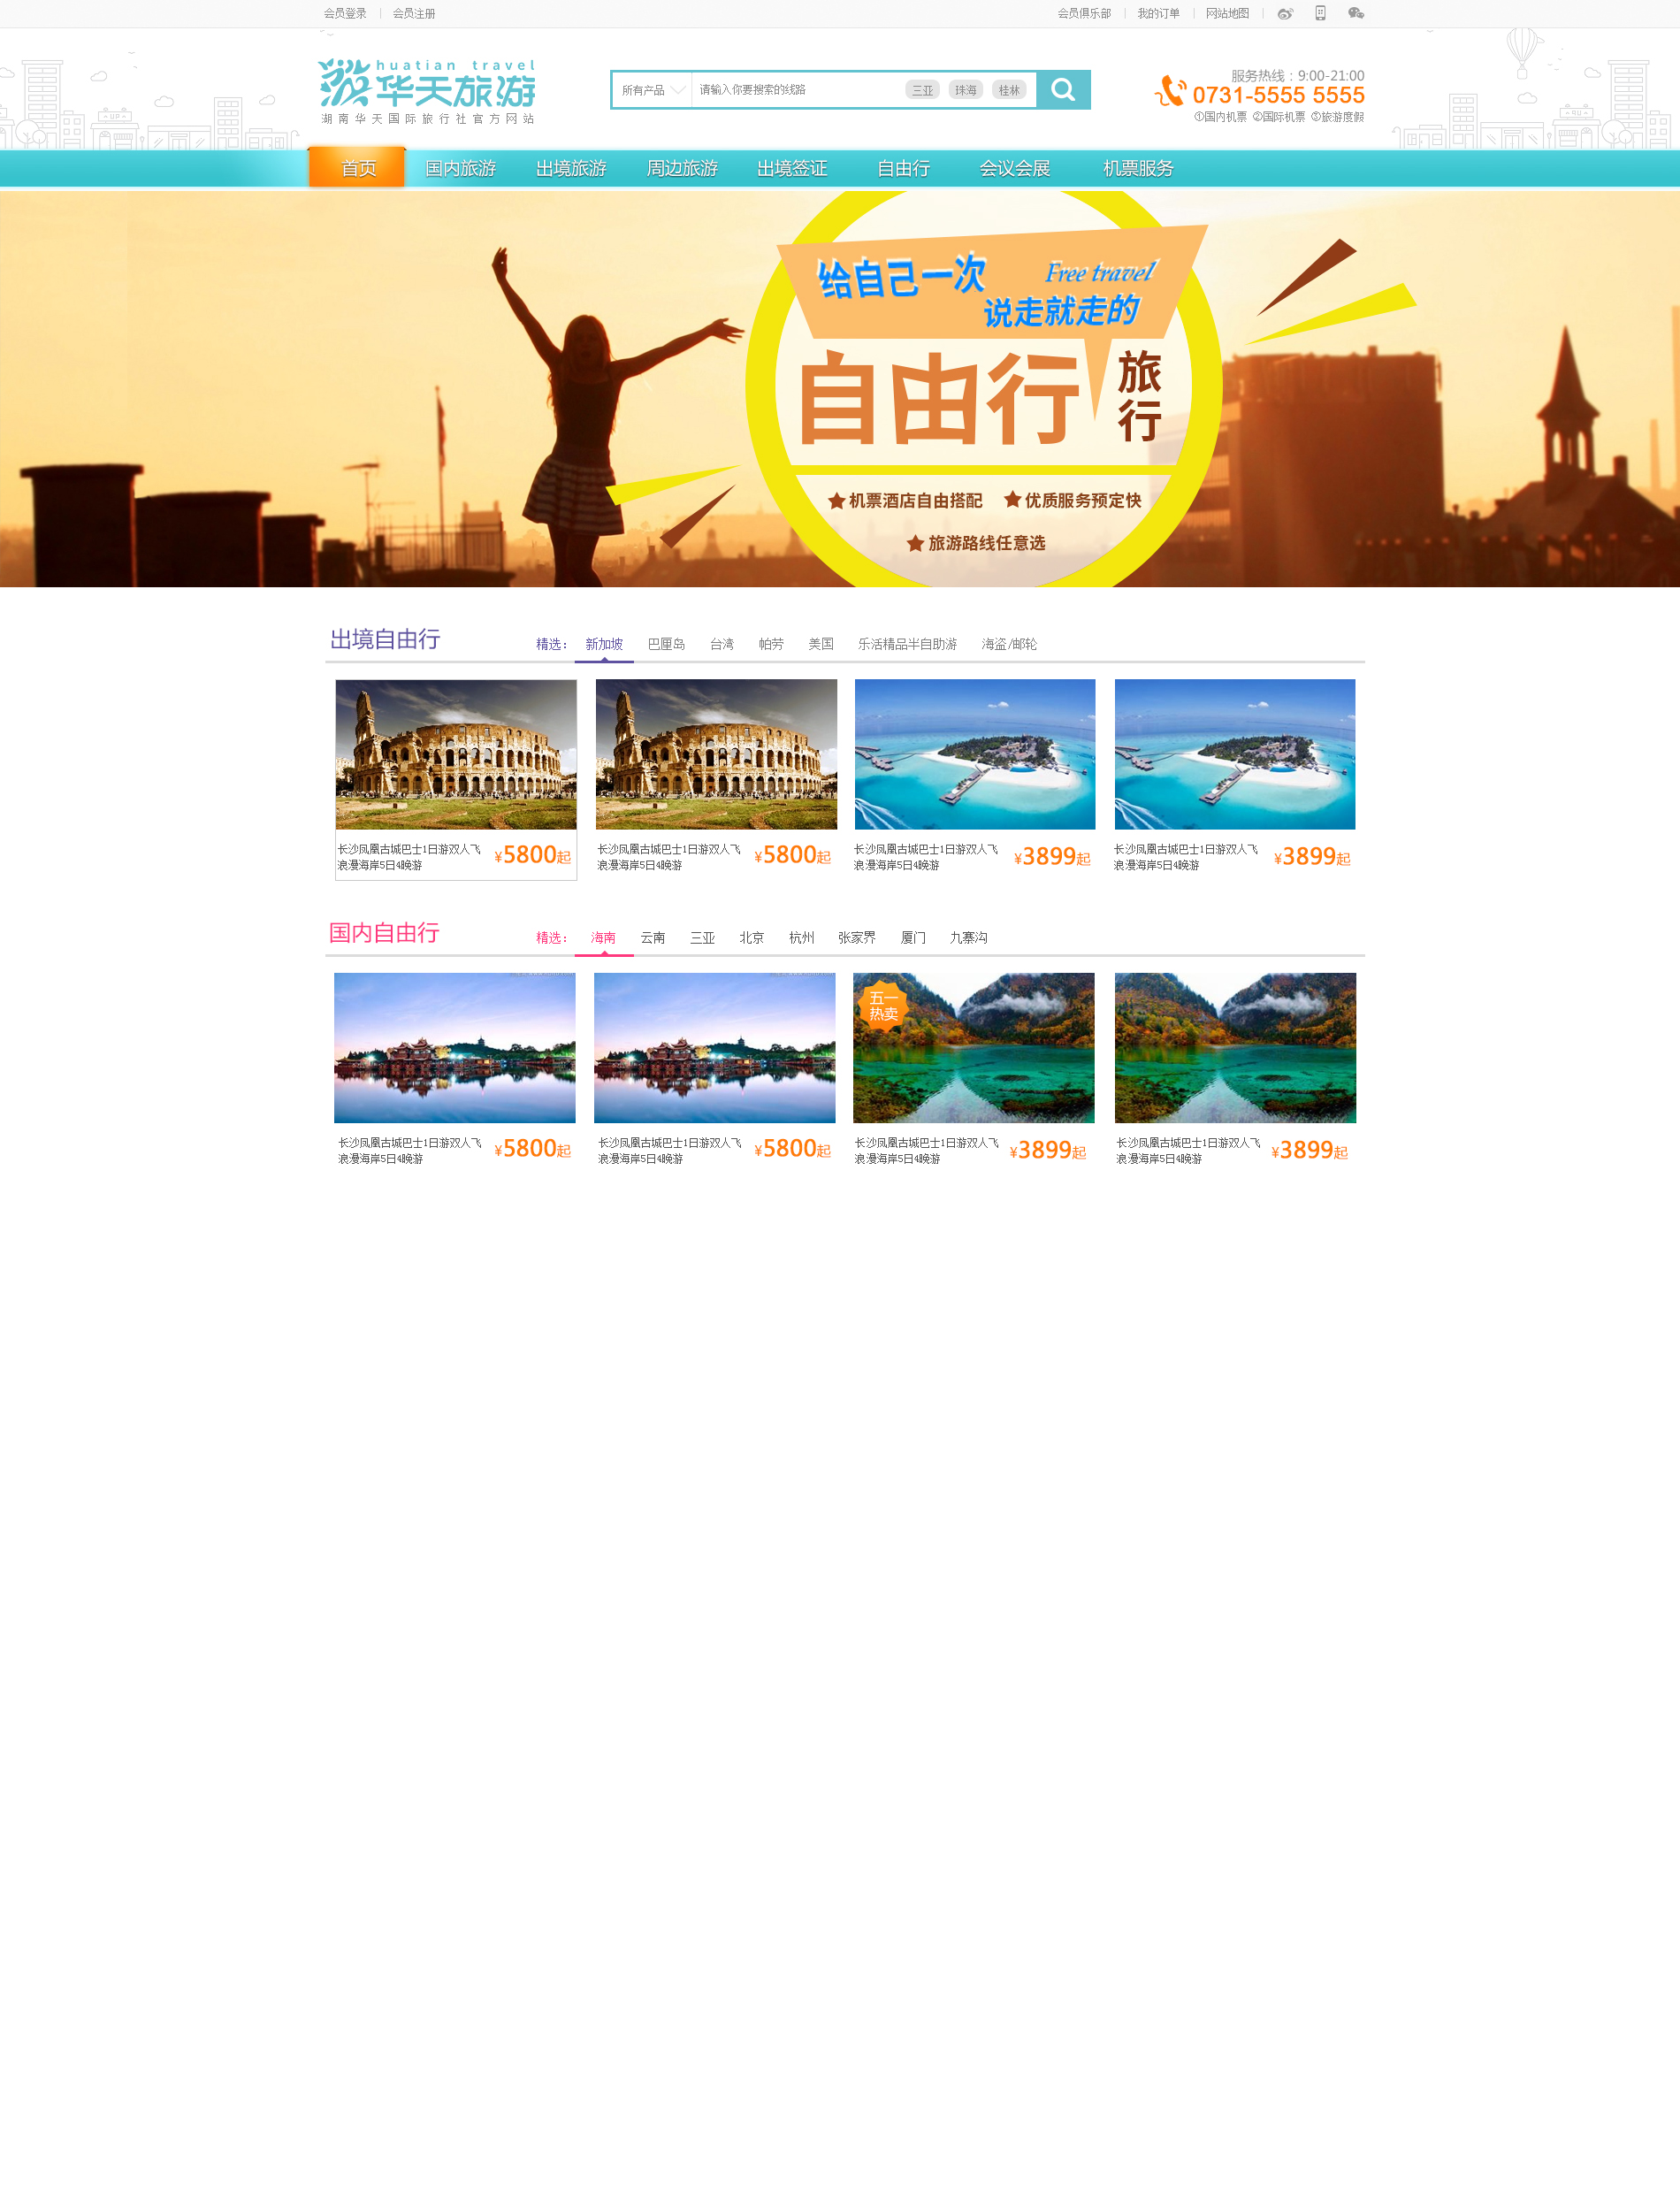 会员登录 会员注册 会员俱乐部 我的订单 网站地图
huatian travel
华天旅游
湖南华天国际旅行社官方网站
所有产品 请输入你要搜索的线路 三亚 珠海 桂林
服务热线：9:00-21:00
0731-5555 5555
①国内机票 ②国际机票 ③旅游度假
首页 国内旅游 出境旅游 周边旅游 出境签证 自由行 会议会展 机票服务
给自己一次 Free travel
说走就走的
自由行 旅行
机票酒店自由搭配 优质服务预定快
旅游路线任意选
出境自由行 精选： 新加坡 巴厘岛 台湾 帕劳 美国 乐活精品半自助游 海盗/邮轮
长沙凤凰古城巴士1日游双人飞
浪漫海岸5日4晚游
¥5800起
长沙凤凰古城巴士1日游双人飞
浪漫海岸5日4晚游
¥5800起
长沙凤凰古城巴士1日游双人飞
浪漫海岸5日4晚游
¥3899起
长沙凤凰古城巴士1日游双人飞
浪漫海岸5日4晚游
¥3899起
国内自由行 精选： 海南 云南 三亚 北京 杭州 张家界 厦门 九寨沟
五一
热卖
长沙凤凰古城巴士1日游双人飞
浪漫海岸5日4晚游
¥5800起
长沙凤凰古城巴士1日游双人飞
浪漫海岸5日4晚游
¥5800起
长沙凤凰古城巴士1日游双人飞
浪漫海岸5日4晚游
¥3899起
长沙凤凰古城巴士1日游双人飞
浪漫海岸5日4晚游
¥3899起